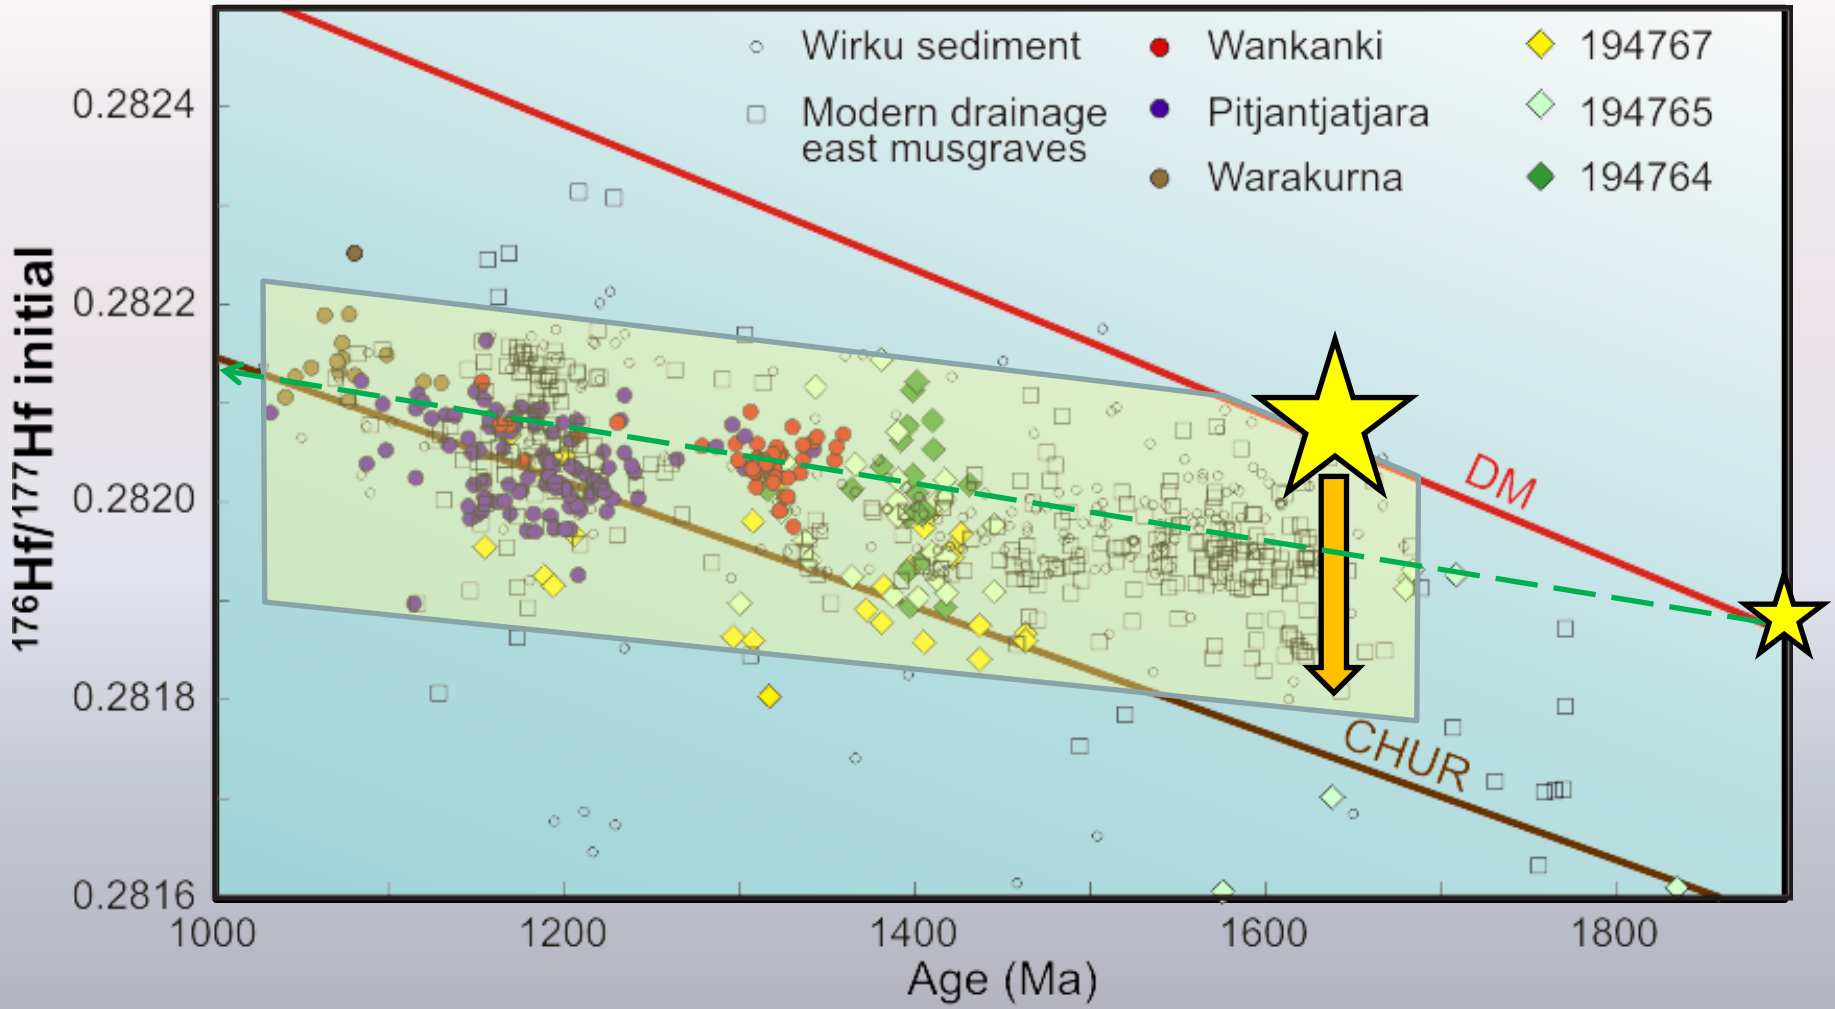 Wirku sediment
Modern drainage
east musgraves
Wankanki
Pitjantjatjara
Warakurna
194767
194765
194764
176Hf/177Hf initial
0.2824
0.2822
0.2820
0.2818
0.2816
DM
CHUR
1000
1200
1400
1600
1800
Age (Ma)